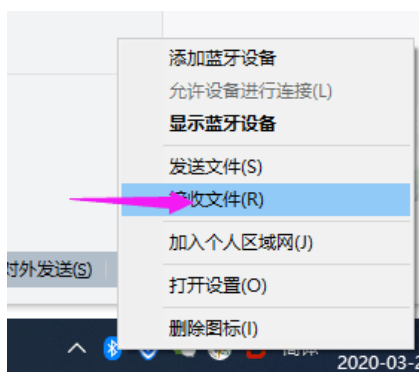 添加蓝牙设备
允许设备进行连接(L)
显示蓝牙设备
发送文件(S)
接收文件(R)
加入个人区域网(J)
对外发送(S)
打开设置(O)
删除图标(I)
2020-03-2